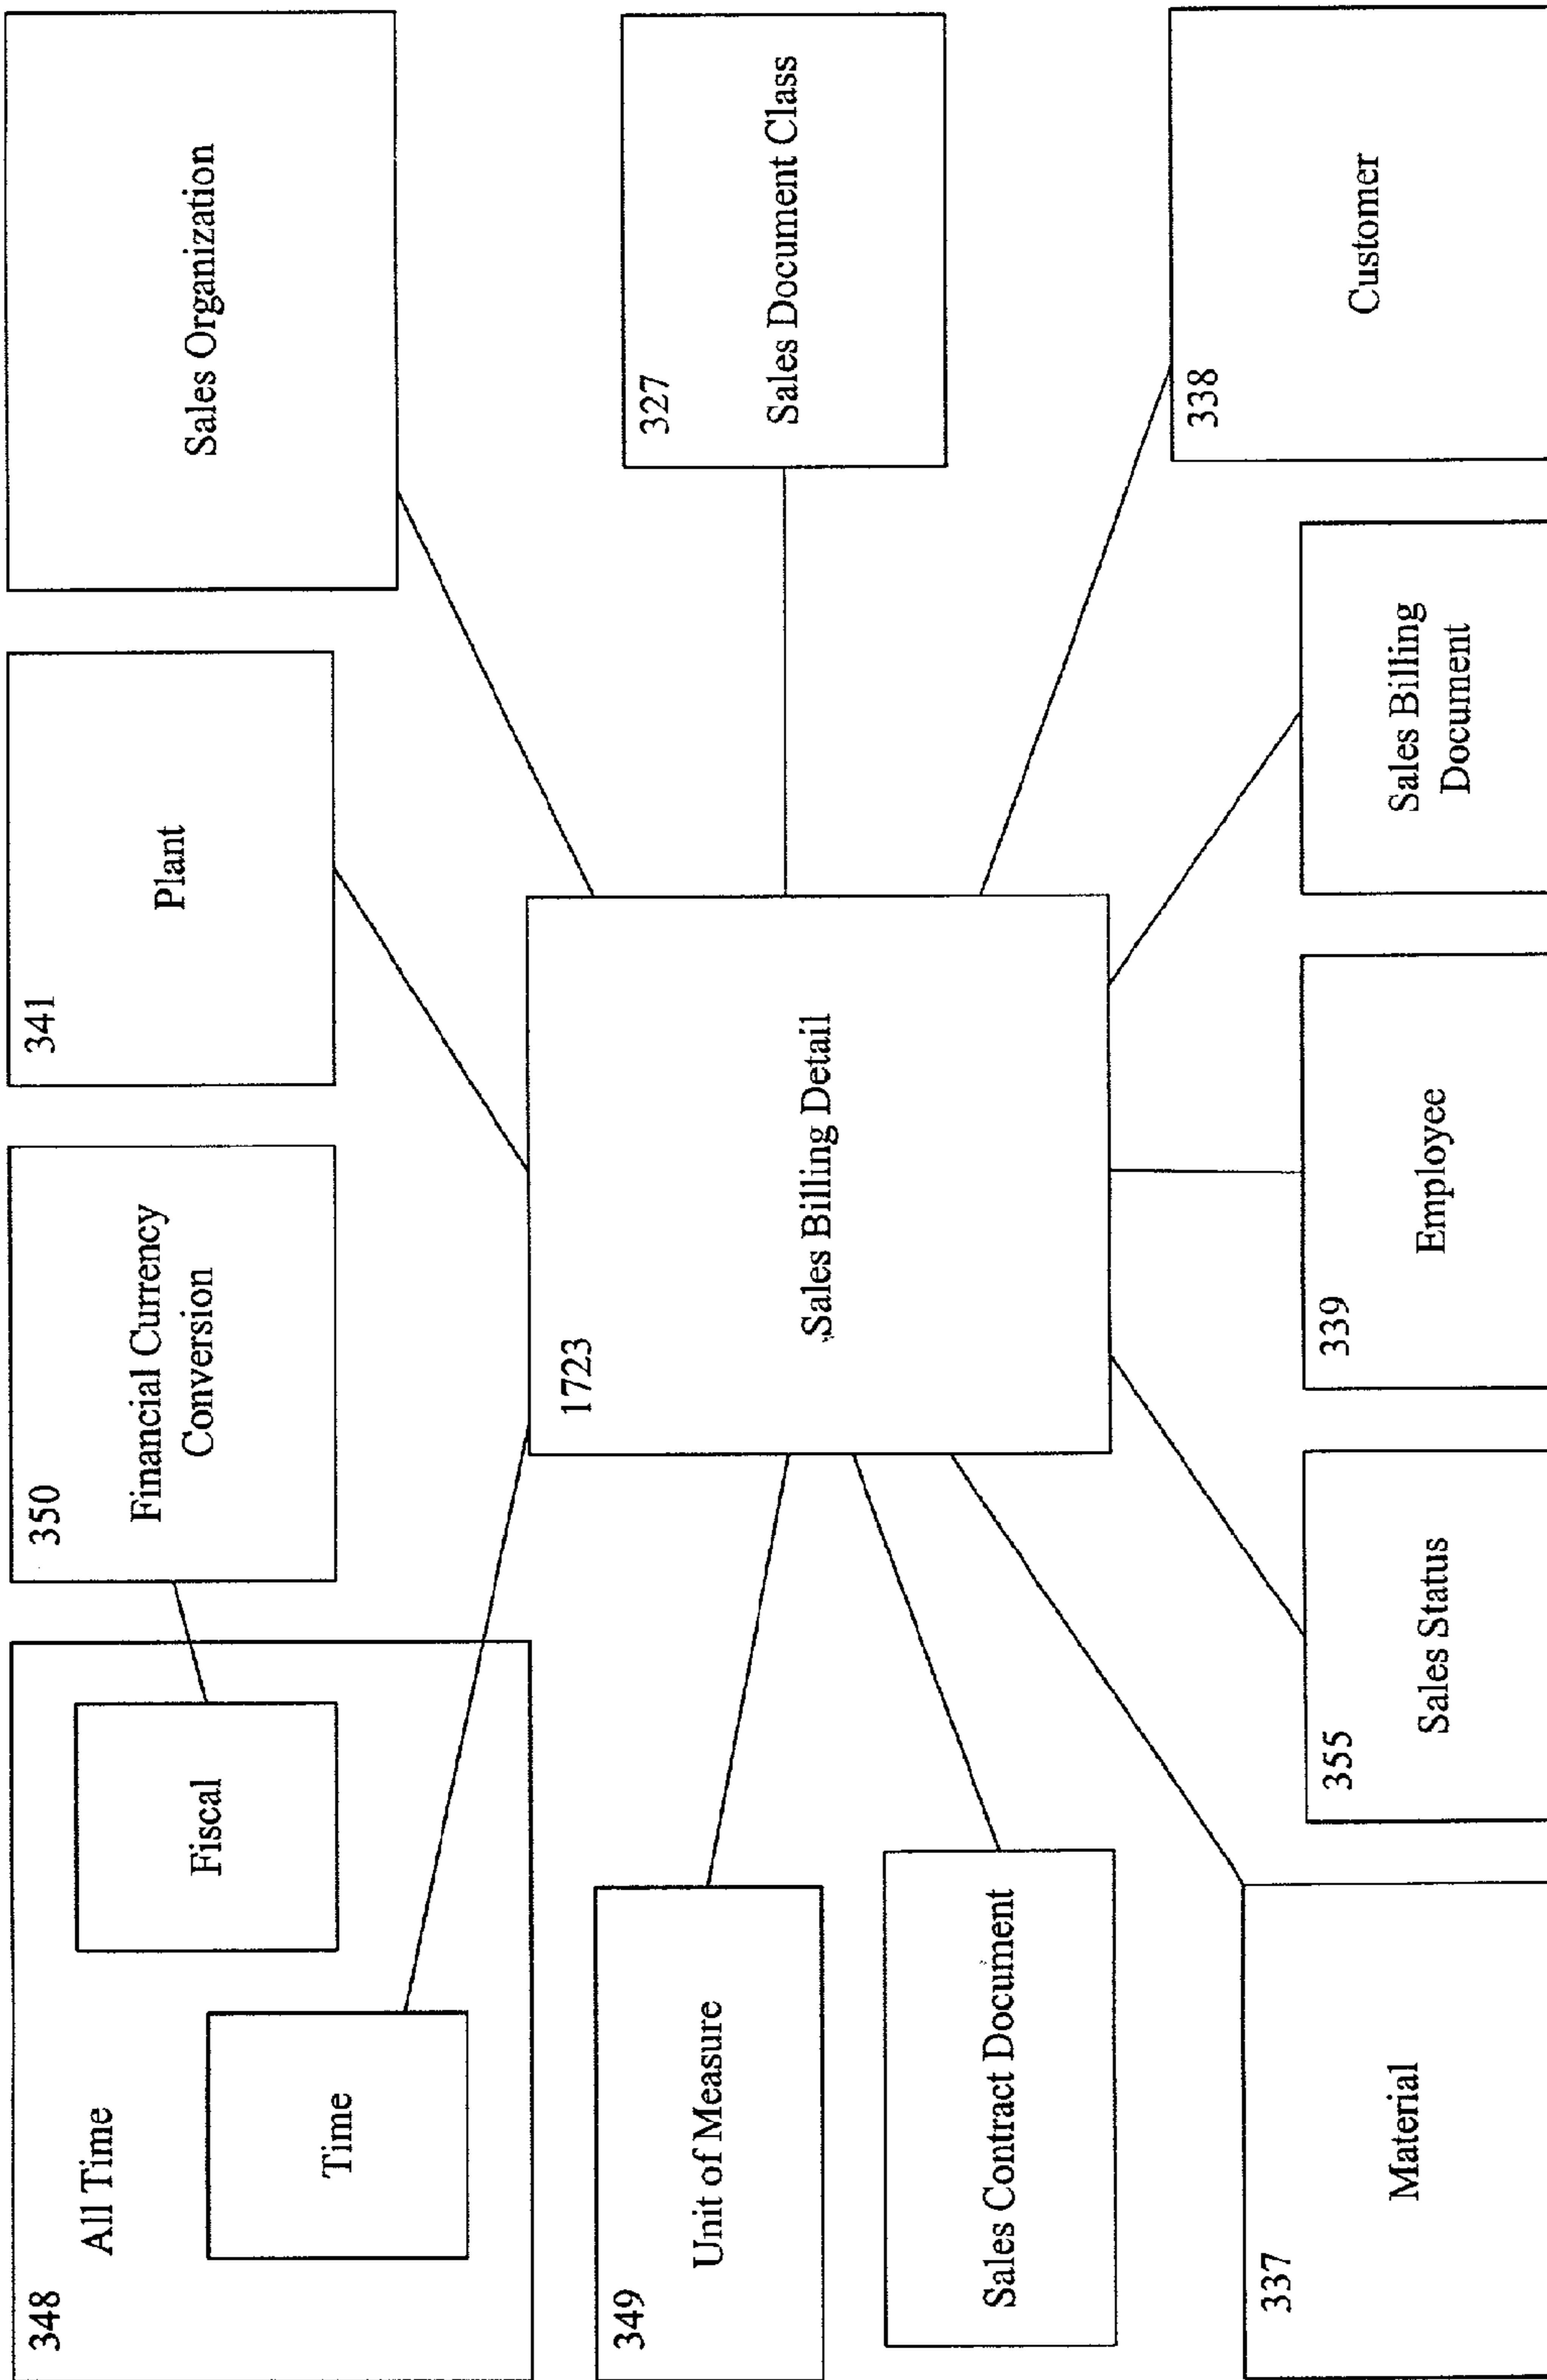 348
All Time
Time
Fiscal
350
Financial Currency
Conversion
341
Plant
Sales Organization
349
Unit of Measure
1723
Sales Billing Detail
327
Sales Document Class
Sales Contract Document
337
Material
355
Sales Status
339
Employee
Sales Billing
Document
338
Customer